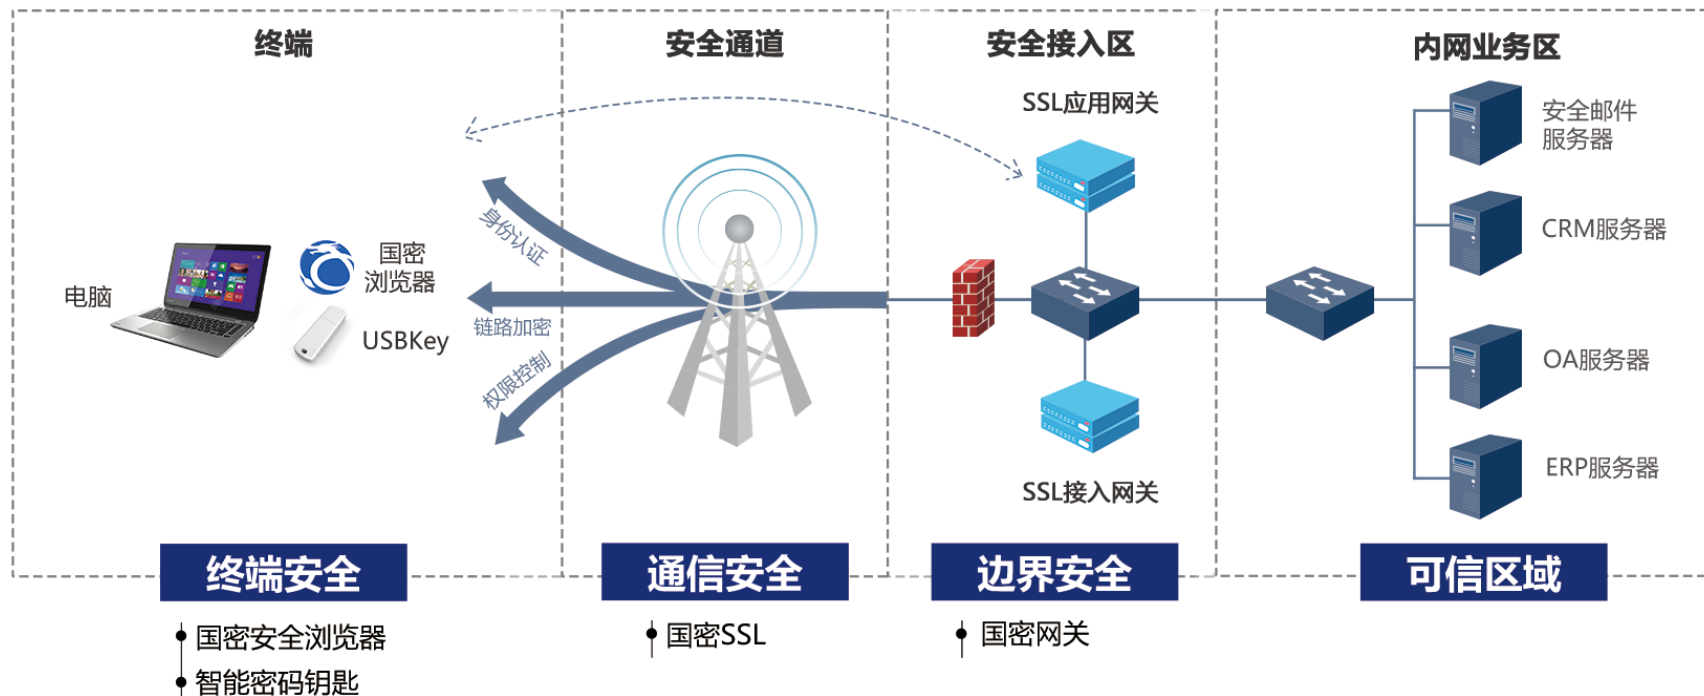 终端
安全通道
安全接入区
内网业务区
SSL应用网关
安全邮件
服务器
身份认证
CRM服务器
国密
浏览器
电脑
链路加密
USBKey
权限控制
OA服务器
ERP服务器
SSL接入网关
终端安全
通信安全
边界安全
可信区域
国密安全浏览器
国密SSL
国密网关
智能密码钥匙